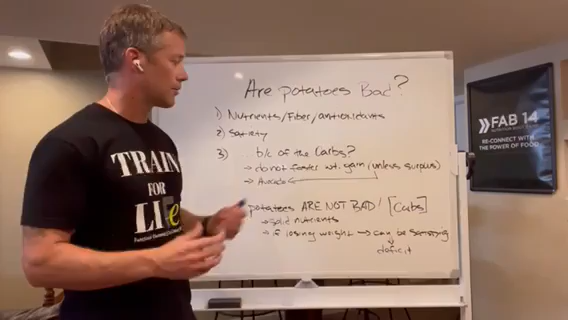 Are potatoes Bad?
1) Nutrients/Fiber/antioxidants
2) Satiety
3) ... b/c of the Carbs?
→ do not foster wt. gain (unless surplus)
→ Avocado
potatoes ARE NOT BAD! [Carbs]
→ solid nutrients
→ if losing weight → can be satisfying
deficit
TRAIN
FOR
LIFe
FAB 14
RE-CONNECT WITH
THE POWER OF FOOD